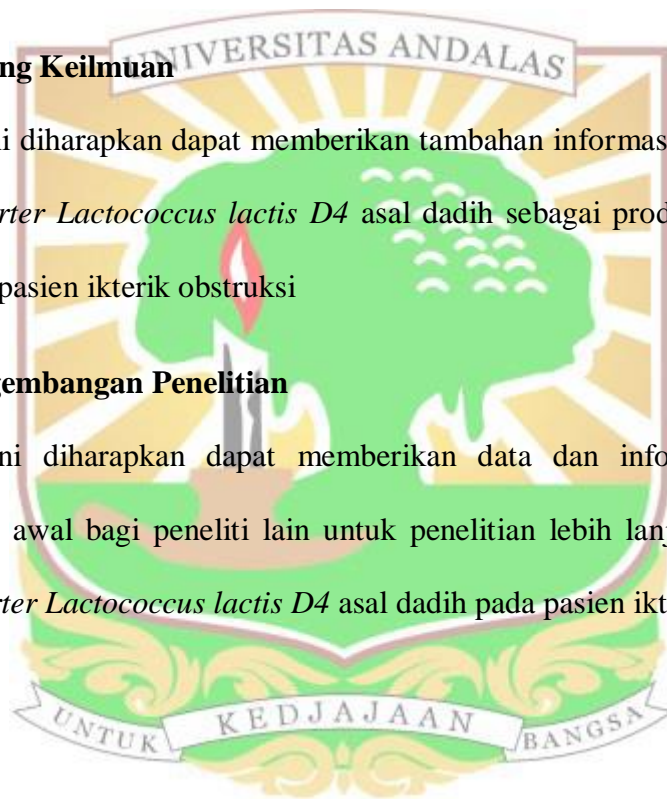 UNIVERSITAS ANDALAS
ng Keilmuan
i diharapkan dapat memberikan tambahan informas
rter Lactococcus lactis D4 asal dadih sebagai prod
pasien ikterik obstruksi
gembangan Penelitian
ni diharapkan dapat memberikan data dan info
awal bagi peneliti lain untuk penelitian lebih lanj
rter Lactococcus lactis D4 asal dadih pada pasien ikt
UNTUK KEDJAJAAN BANGSA